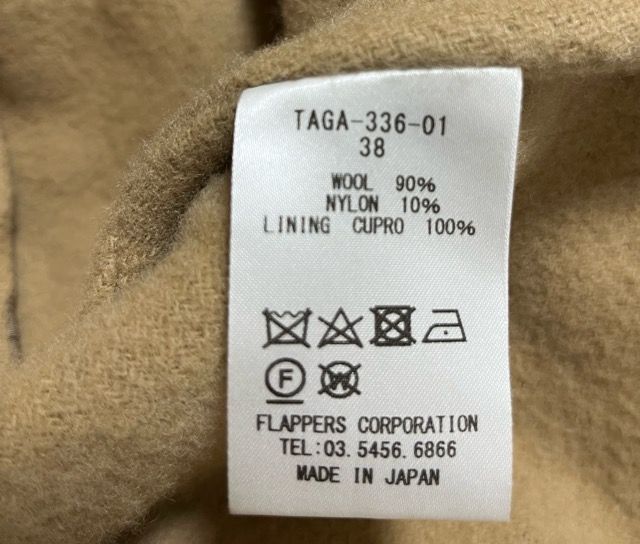 TAGA-336-01
38
WOOL 90%
NYLON 10%
LINING CUPRO 100%
F
W
FLAPPERS CORPORATION
TEL:03.5456.6866
MADE IN JAPAN